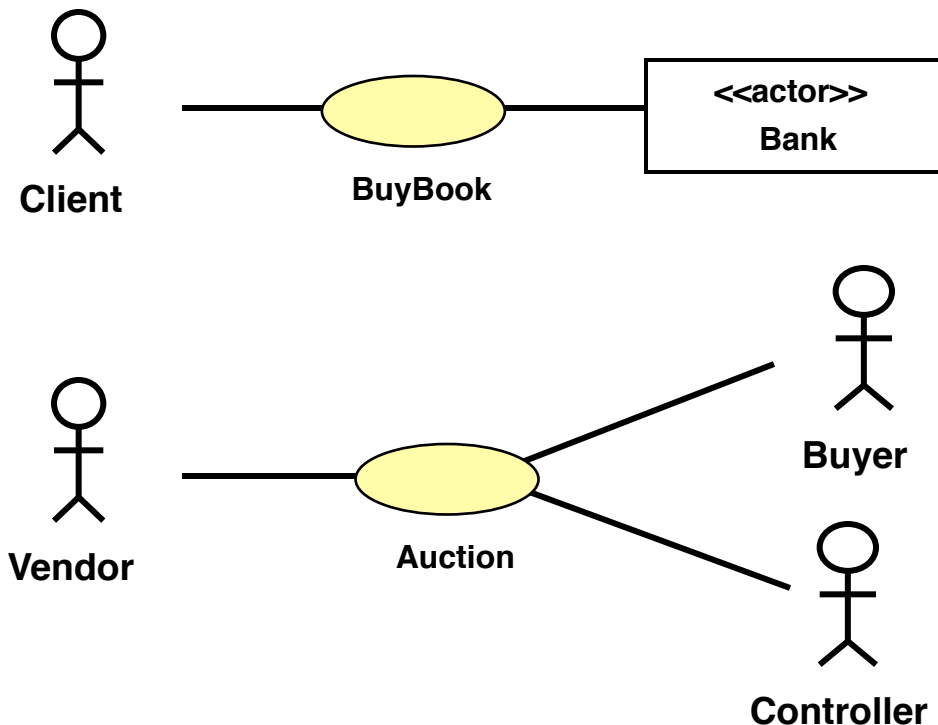 <<actor>>
Bank
Client
BuyBook
Buyer
Vendor
Auction
Controller